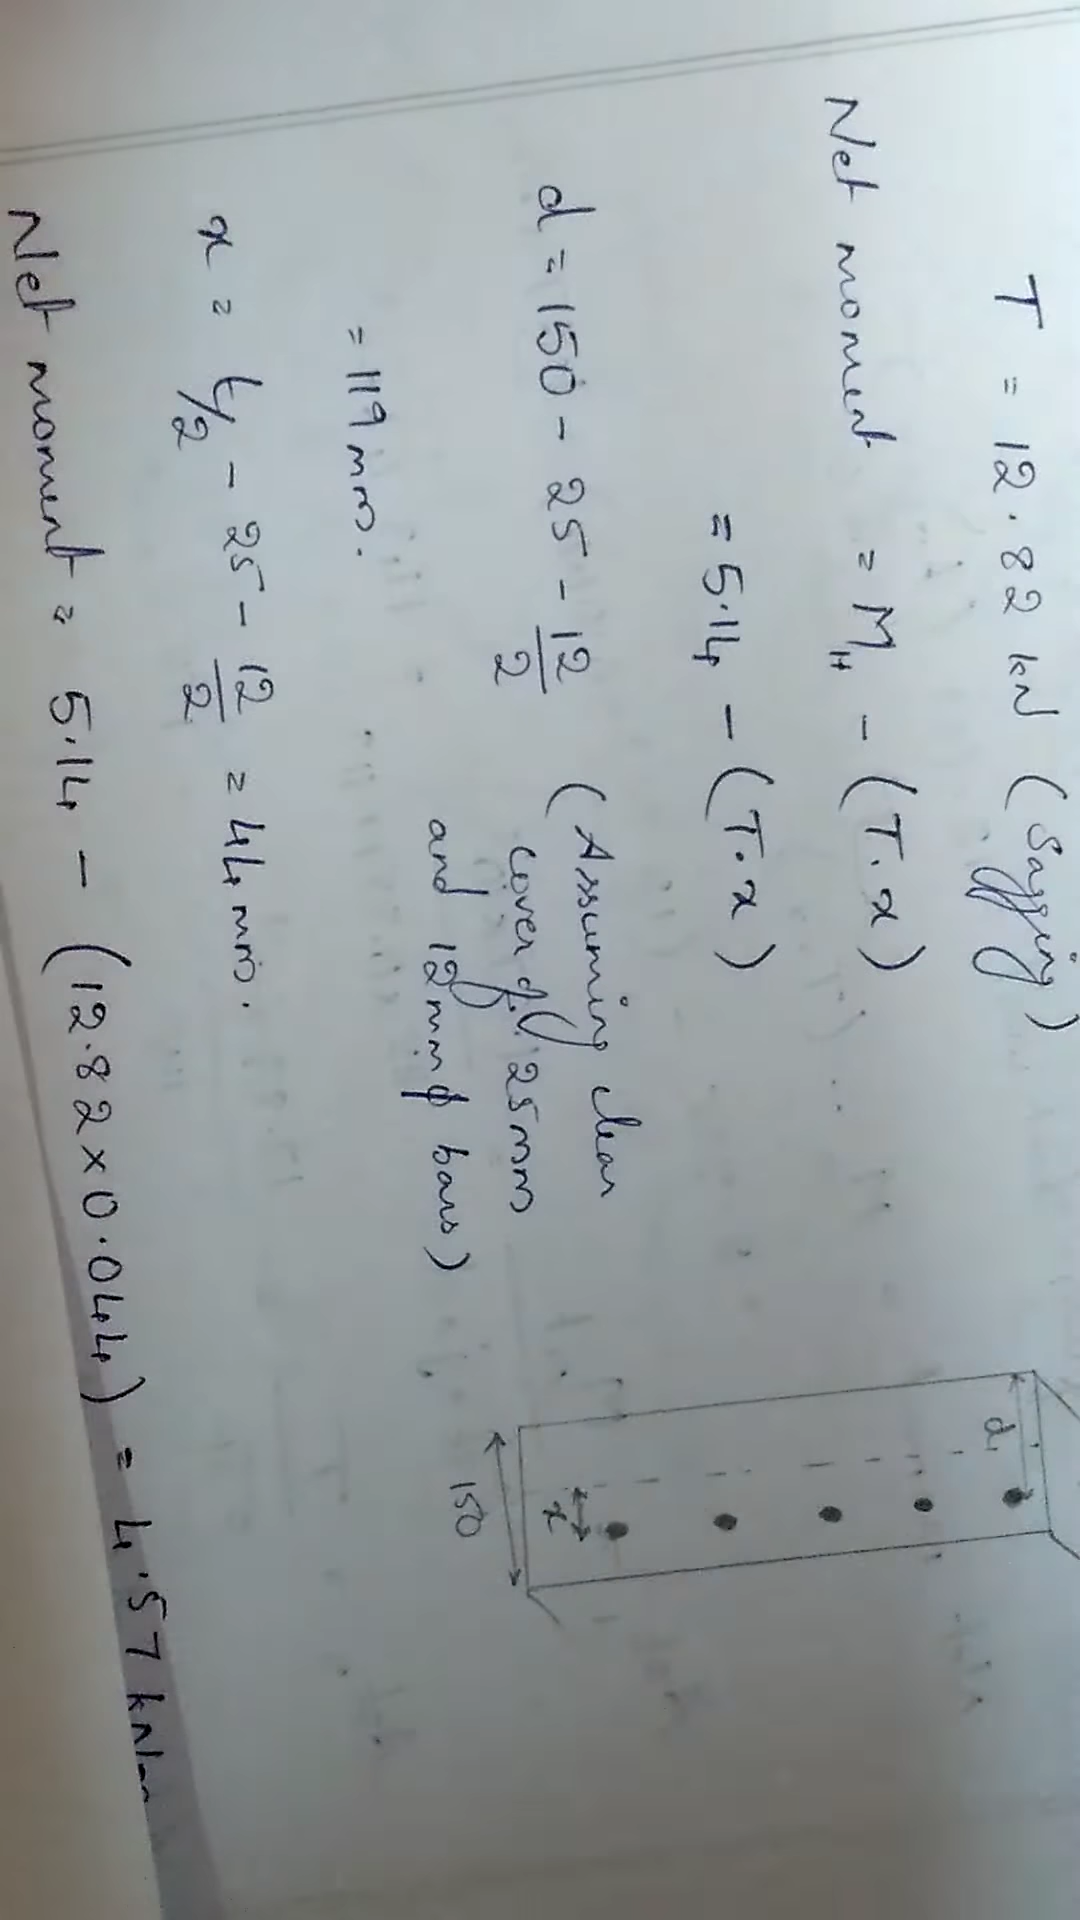 T = 12.82 kN (Sagging)
Net moment = M_H - (T.x)
= 5.14 - (T.x)
d = 150 - 25 - 12/2 (Assuming clear
cover of 25mm
and 12mmφ bars)
= 119 mm.
x = t/2 - 25 - 12/2 = 44 mm.
Net moment = 5.14 - (12.82 x 0.044) = 4.57 kNm
d
x
150